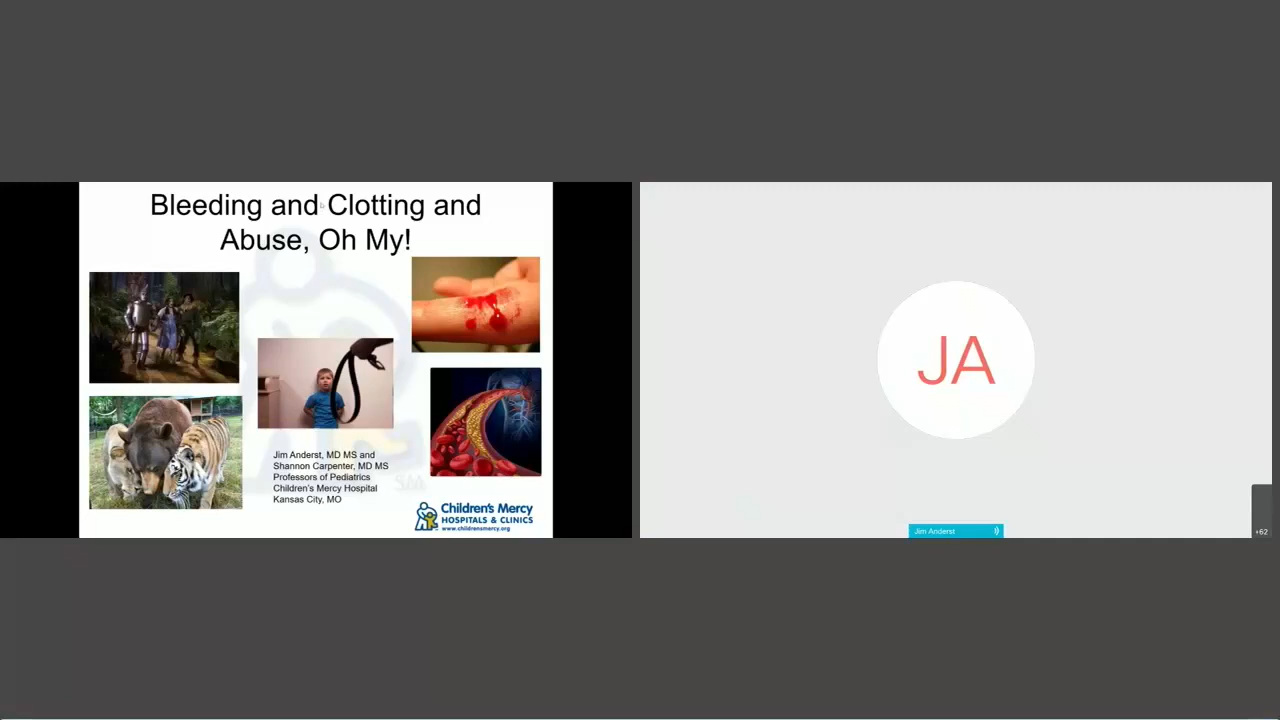 Bleeding and Clotting and
Abuse, Oh My!
Jim Anderst, MD MS and
Shannon Carpenter, MD MS
Professors of Pediatrics
Children's Mercy Hospital
Kansas City, MO
SM
Children's Mercy
HOSPITALS & CLINICS
www.childrensmercy.org
JA
Jim Anderst
+62